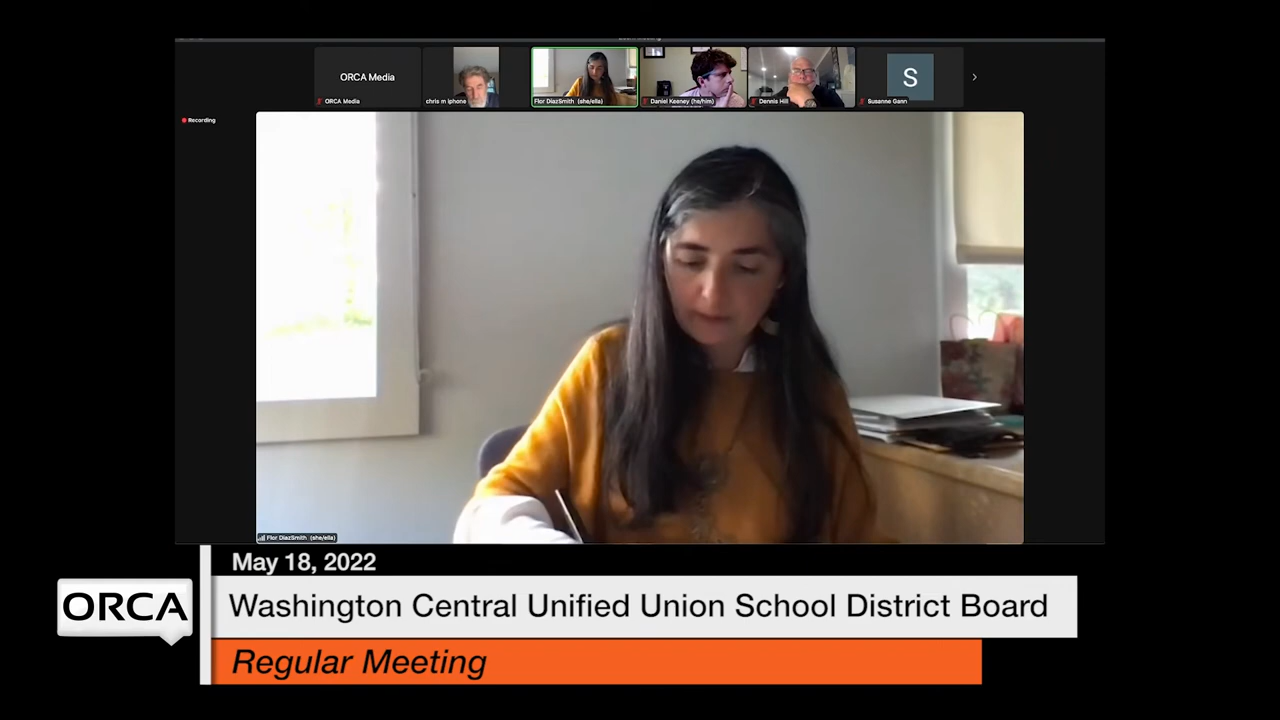 ORCA Media
S
ORCA Media
chris m iphone
Flor DiazSmith (she/ella)
Daniel Keeney (he/him)
Dennis Hill
Susanne Gann
Recording
Flor DiazSmith (she/ella)
May 18, 2022
ORCA
Washington Central Unified Union School District Board
Regular Meeting